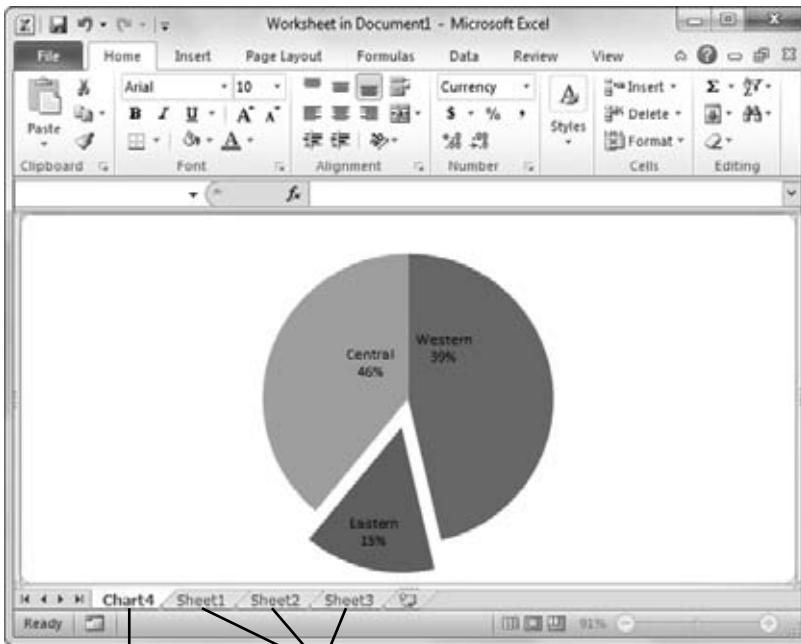 Worksheet in Document1 - Microsoft Excel
File Home Insert Page Layout Formulas Data Review View
Paste
Arial 10
B I U A A
A
Currency
$ % ,
Styles
Insert
Delete
Format
Σ
Clipboard Font Alignment Number Cells Editing
fx
Western
39%
Central
46%
Eastern
15%
Chart4 Sheet1 Sheet2 Sheet3
Ready 91%